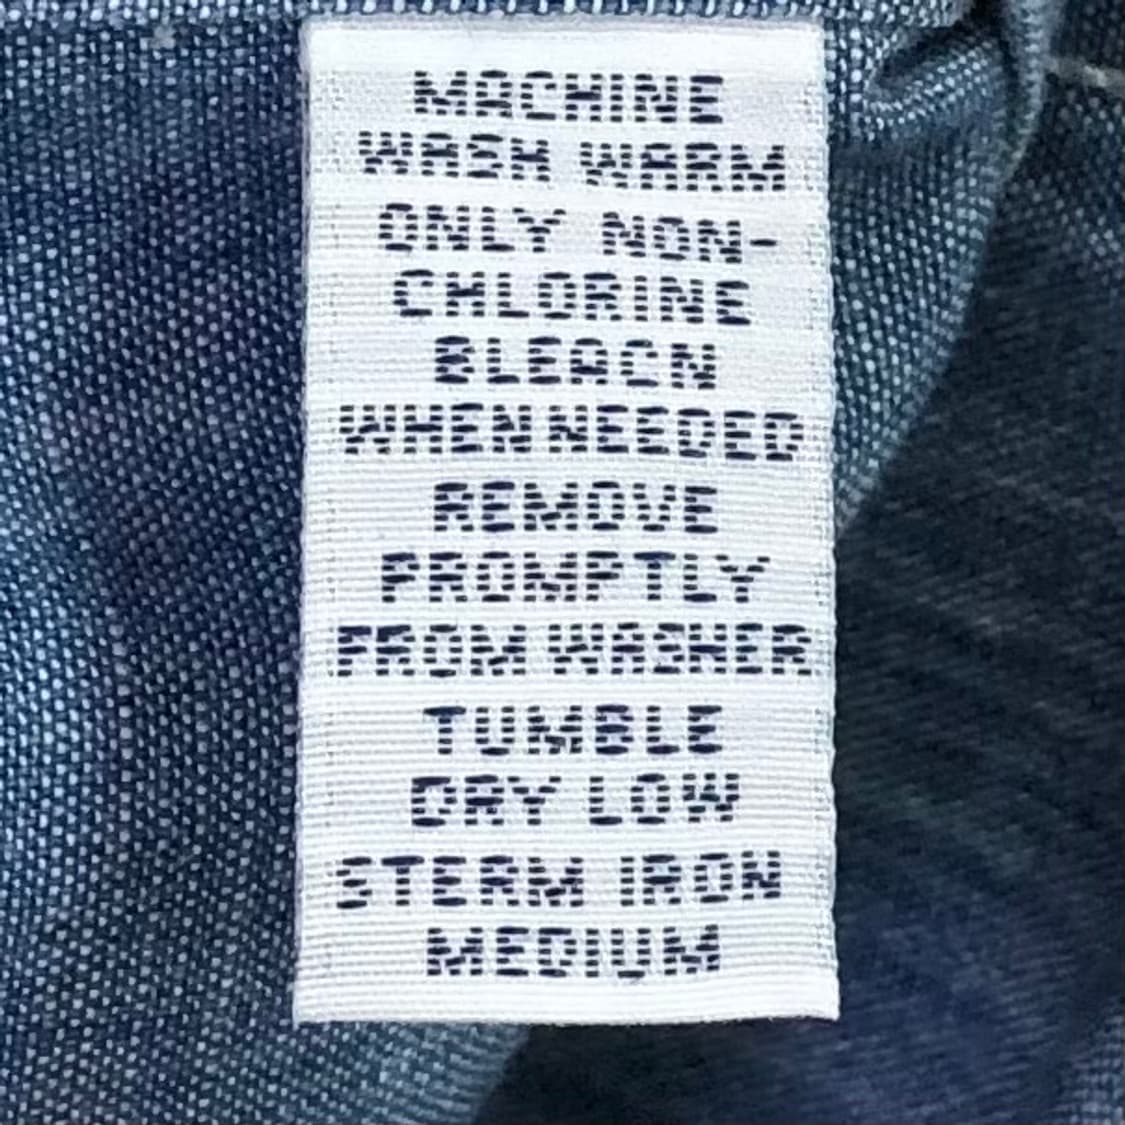 MACHINE
WASH WARM
ONLY NON-
CHLORINE
BLEACN
WHEN NEEDED
REMOVE
PROMPTLY
FROM WASHER
TUMBLE
DRY LOW
STEAM IRON
MEDIUM